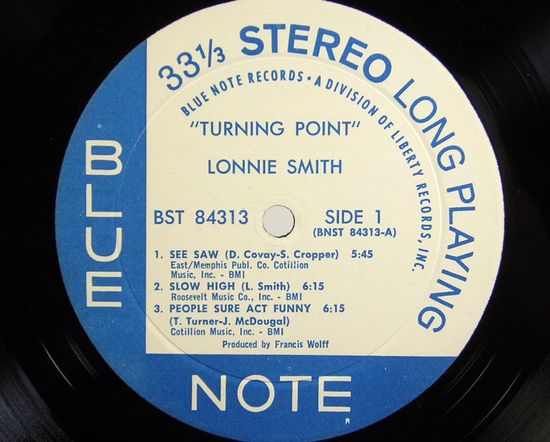 33⅓ STEREO LONG PLAYING
BLUE NOTE RECORDS • A DIVISION OF LIBERTY RECORDS, INC.
"TURNING POINT"
LONNIE SMITH
BST 84313 SIDE 1
(BNST 84313-A)
1. SEE SAW (D. Covay-S. Cropper) 5:45
East/Memphis Publ. Co. Cotillion
Music, Inc. - BMI
2. SLOW HIGH (L. Smith) 6:15
Roosevelt Music Co., Inc. - BMI
3. PEOPLE SURE ACT FUNNY 6:15
(T. Turner-J. McDougal)
Cotillion Music, Inc. - BMI
Produced by Francis Wolff
BLUE
NOTE
R